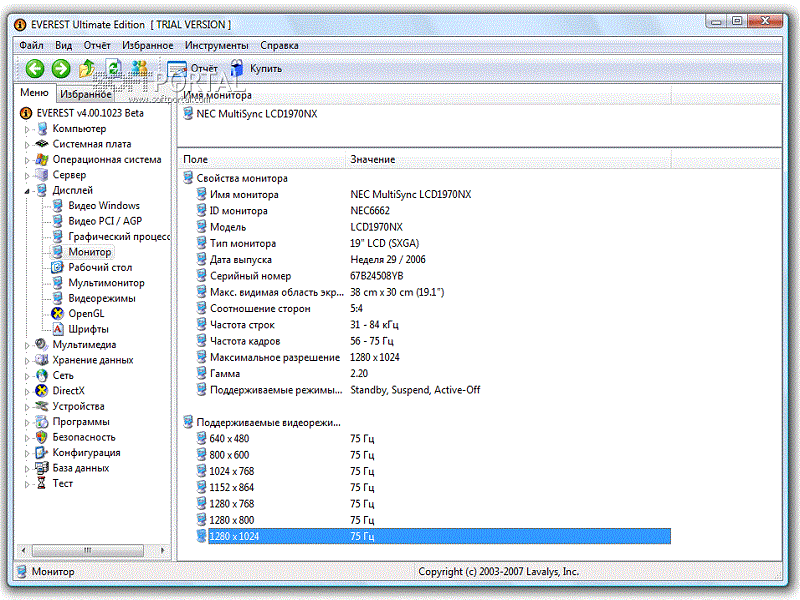 EVEREST Ultimate Edition [ TRIAL VERSION ]
Файл Вид Отчёт Избранное Инструменты Справка
Отчёт Купить
PORTAL
www.softportal.com
Меню Избранное
EVEREST v4.00.1023 Beta
Компьютер
Системная плата
Операционная система
Сервер
Дисплей
Видео Windows
Видео PCI / AGP
Графический процесс
Монитор
Рабочий стол
Мультимонитор
Видеорежимы
OpenGL
Шрифты
Мультимедиа
Хранение данных
Сеть
DirectX
Устройства
Программы
Безопасность
Конфигурация
База данных
Тест
Имя монитора
NEC MultiSync LCD1970NX
Поле Значение
Свойства монитора
Имя монитора NEC MultiSync LCD1970NX
ID монитора NEC6662
Модель LCD1970NX
Тип монитора 19" LCD (SXGA)
Дата выпуска Неделя 29 / 2006
Серийный номер 67B24508YB
Макс. видимая область экр... 38 cm x 30 cm (19.1")
Соотношение сторон 5:4
Частота строк 31 - 84 кГц
Частота кадров 56 - 75 Гц
Максимальное разрешение 1280 x 1024
Гамма 2.20
Поддерживаемые режимы... Standby, Suspend, Active-Off
Поддерживаемые видеорежи...
640 x 480 75 Гц
800 x 600 75 Гц
1024 x 768 75 Гц
1152 x 864 75 Гц
1280 x 768 75 Гц
1280 x 800 75 Гц
1280 x 1024 75 Гц
Монитор Copyright (c) 2003-2007 Lavalys, Inc.